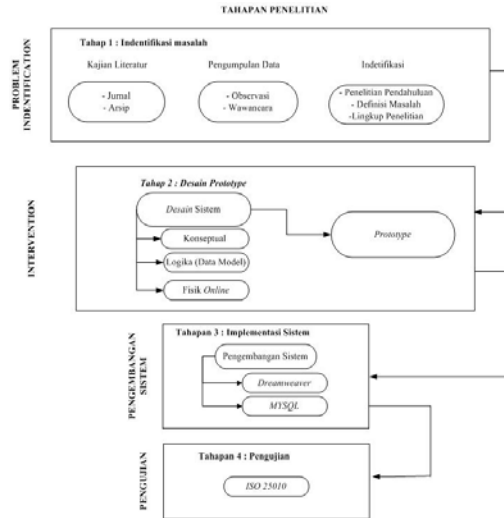 TAHAPAN PENELITIAN
PROBLEM
INDENTIFICATION
Tahap 1 : Indentifikasi masalah
Kajian Literatur
- Jurnal
- Arsip
Pengumpulan Data
- Observasi
- Wawancara
Indetifikasi
- Penelitian Pendahuluan
- Definisi Masalah
-Lingkup Penelitian
INTERVENTION
Tahap 2 : Desain Prototype
Desain Sistem
Konseptual
Logika (Data Model)
Fisik Online
Prototype
PENGEMBANGAN
SISTEM
Tahapan 3 : Implementasi Sistem
Pengembangan Sistem
Dreamweaver
MYSQL
PENGUJIAN
Tahapan 4 : Pengujian
ISO 25010